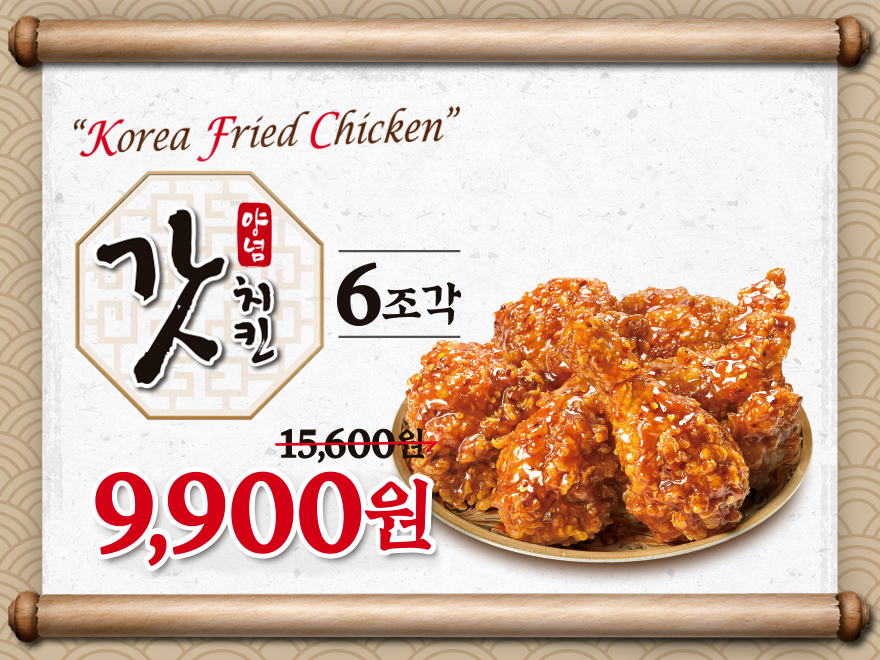 “Korea Fried Chicken”
갓
양념
치킨
6조각
15,600원
9,900원